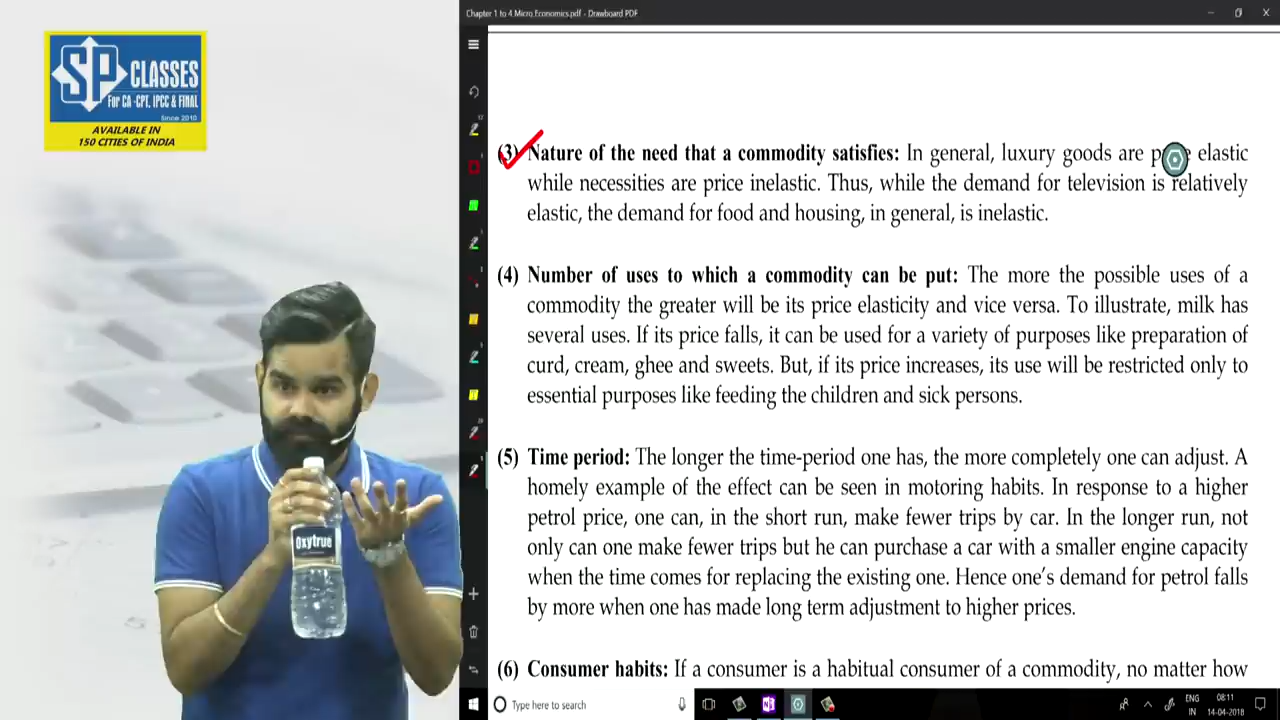 Chapter 1 to 4 Micro Economics.pdf - Drawboard PDF
SP CLASSES
For CA -CPT, IPCC & FINAL
Since 2010
AVAILABLE IN
150 CITIES OF INDIA
(3) Nature of the need that a commodity satisfies: In general, luxury goods are elastic
while necessities are price inelastic. Thus, while the demand for television is relatively
elastic, the demand for food and housing, in general, is inelastic.
(4) Number of uses to which a commodity can be put: The more the possible uses of a
commodity the greater will be its price elasticity and vice versa. To illustrate, milk has
several uses. If its price falls, it can be used for a variety of purposes like preparation of
curd, cream, ghee and sweets. But, if its price increases, its use will be restricted only to
essential purposes like feeding the children and sick persons.
(5) Time period: The longer the time-period one has, the more completely one can adjust. A
homely example of the effect can be seen in motoring habits. In response to a higher
petrol price, one can, in the short run, make fewer trips by car. In the longer run, not
only can one make fewer trips but he can purchase a car with a smaller engine capacity
when the time comes for replacing the existing one. Hence one's demand for petrol falls
by more when one has made long term adjustment to higher prices.
(6) Consumer habits: If a consumer is a habitual consumer of a commodity, no matter how
Oxytrue
Type here to search
ENG
IN
08:11
14-04-2018